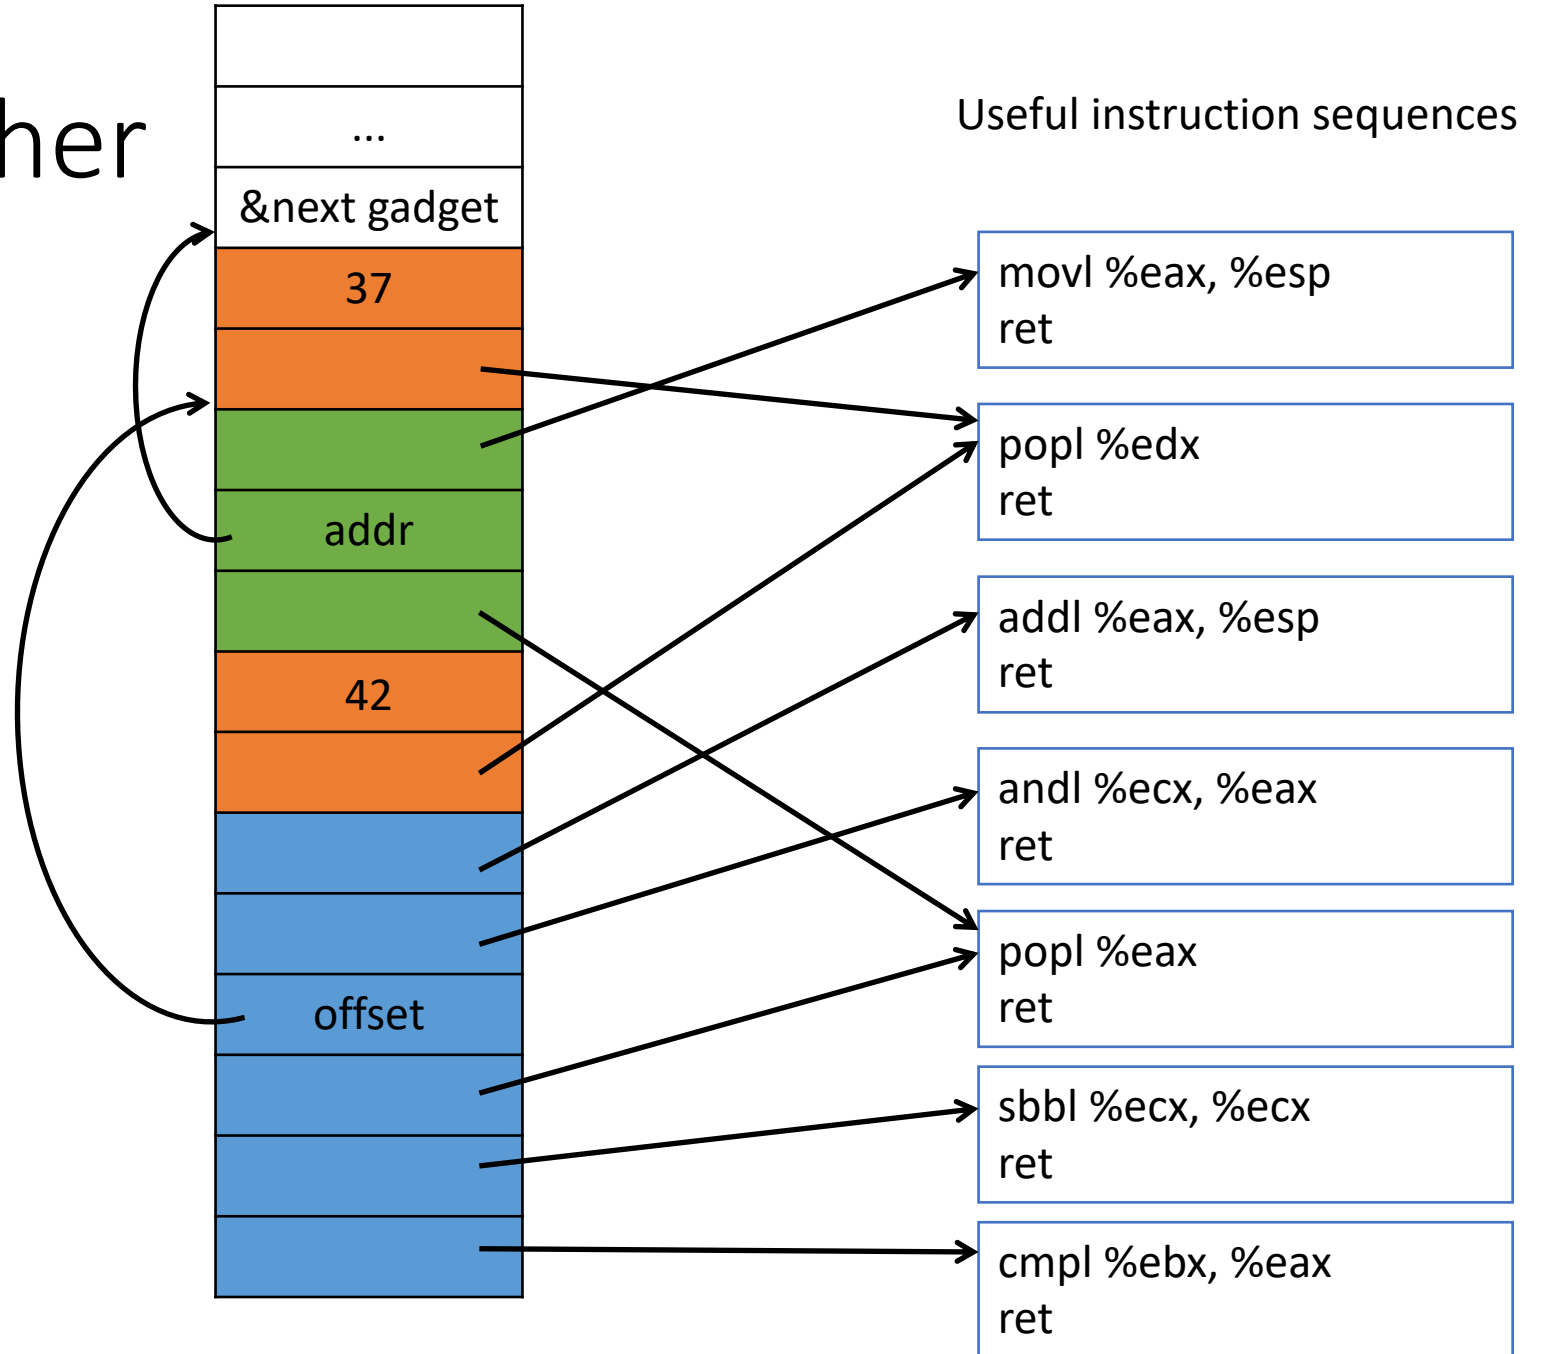 her
...
&next gadget
37
addr
42
offset
Useful instruction sequences
movl %eax, %esp
ret
popl %edx
ret
addl %eax, %esp
ret
andl %ecx, %eax
ret
popl %eax
ret
sbbl %ecx, %ecx
ret
cmpl %ebx, %eax
ret